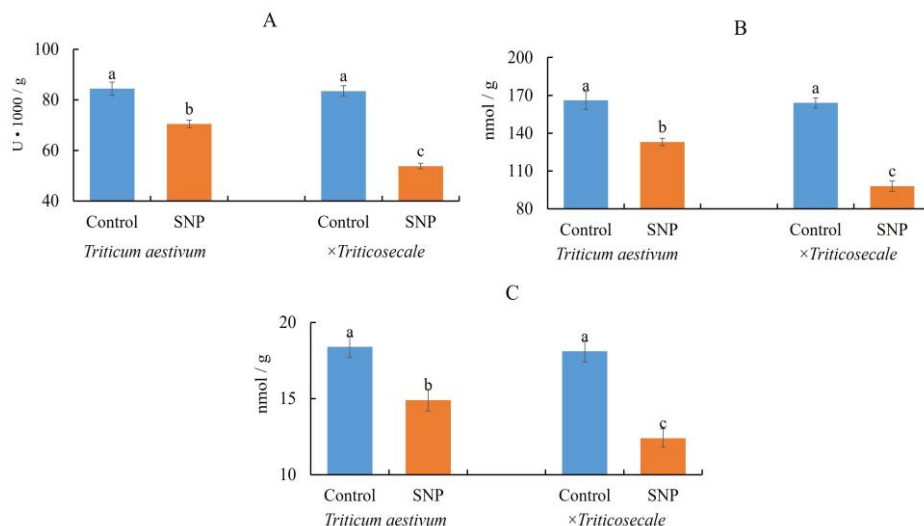 A
100
80
60
40
U • 1000 / g
a
b
a
c
Control SNP Control SNP
Triticum aestivum ×Triticosecale
B
200
170
140
110
80
nmol / g
a
b
a
c
Control SNP Control SNP
Triticum aestivum ×Triticosecale
C
20
15
10
nmol / g
a
b
a
c
Control SNP Control SNP
Triticum aestivum ×Triticosecale